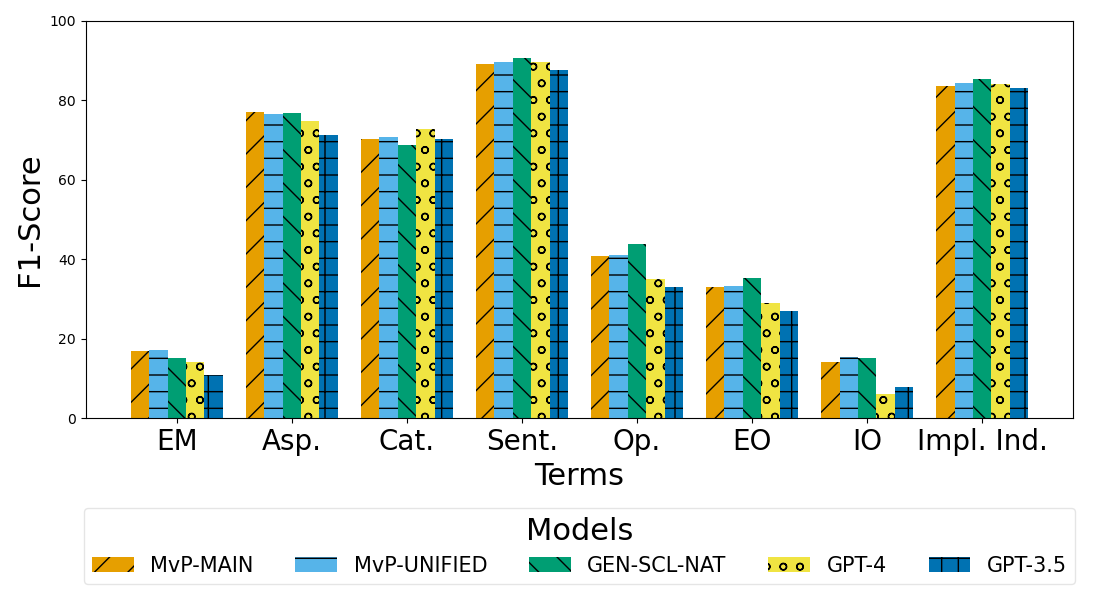 100
80
60
40
20
0
F1-Score
EM Asp. Cat. Sent. Op. EO IO Impl. Ind.
Terms
Models
MvP-MAIN MvP-UNIFIED GEN-SCL-NAT GPT-4 GPT-3.5